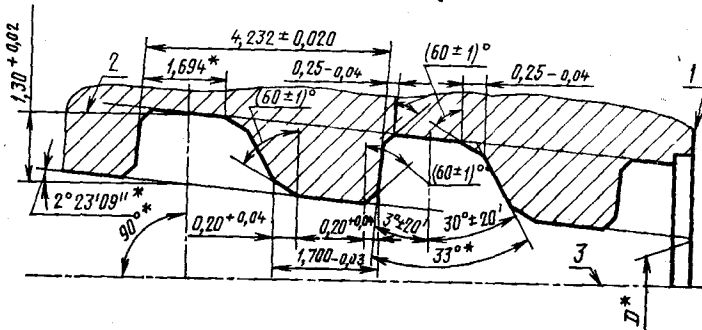 4,232 ± 0,020
1,30 + 0,02
2
1,694*
0,25-0,04
(60 ± 1)°
0,25-0,04
1
(60 ± 1)°
(60 ± 1)°
2°23'09"*
90°*
0,20+0,04
0,20+0,04
3°±20'
30°±20'
1,700-0,03
33°*
3
D*